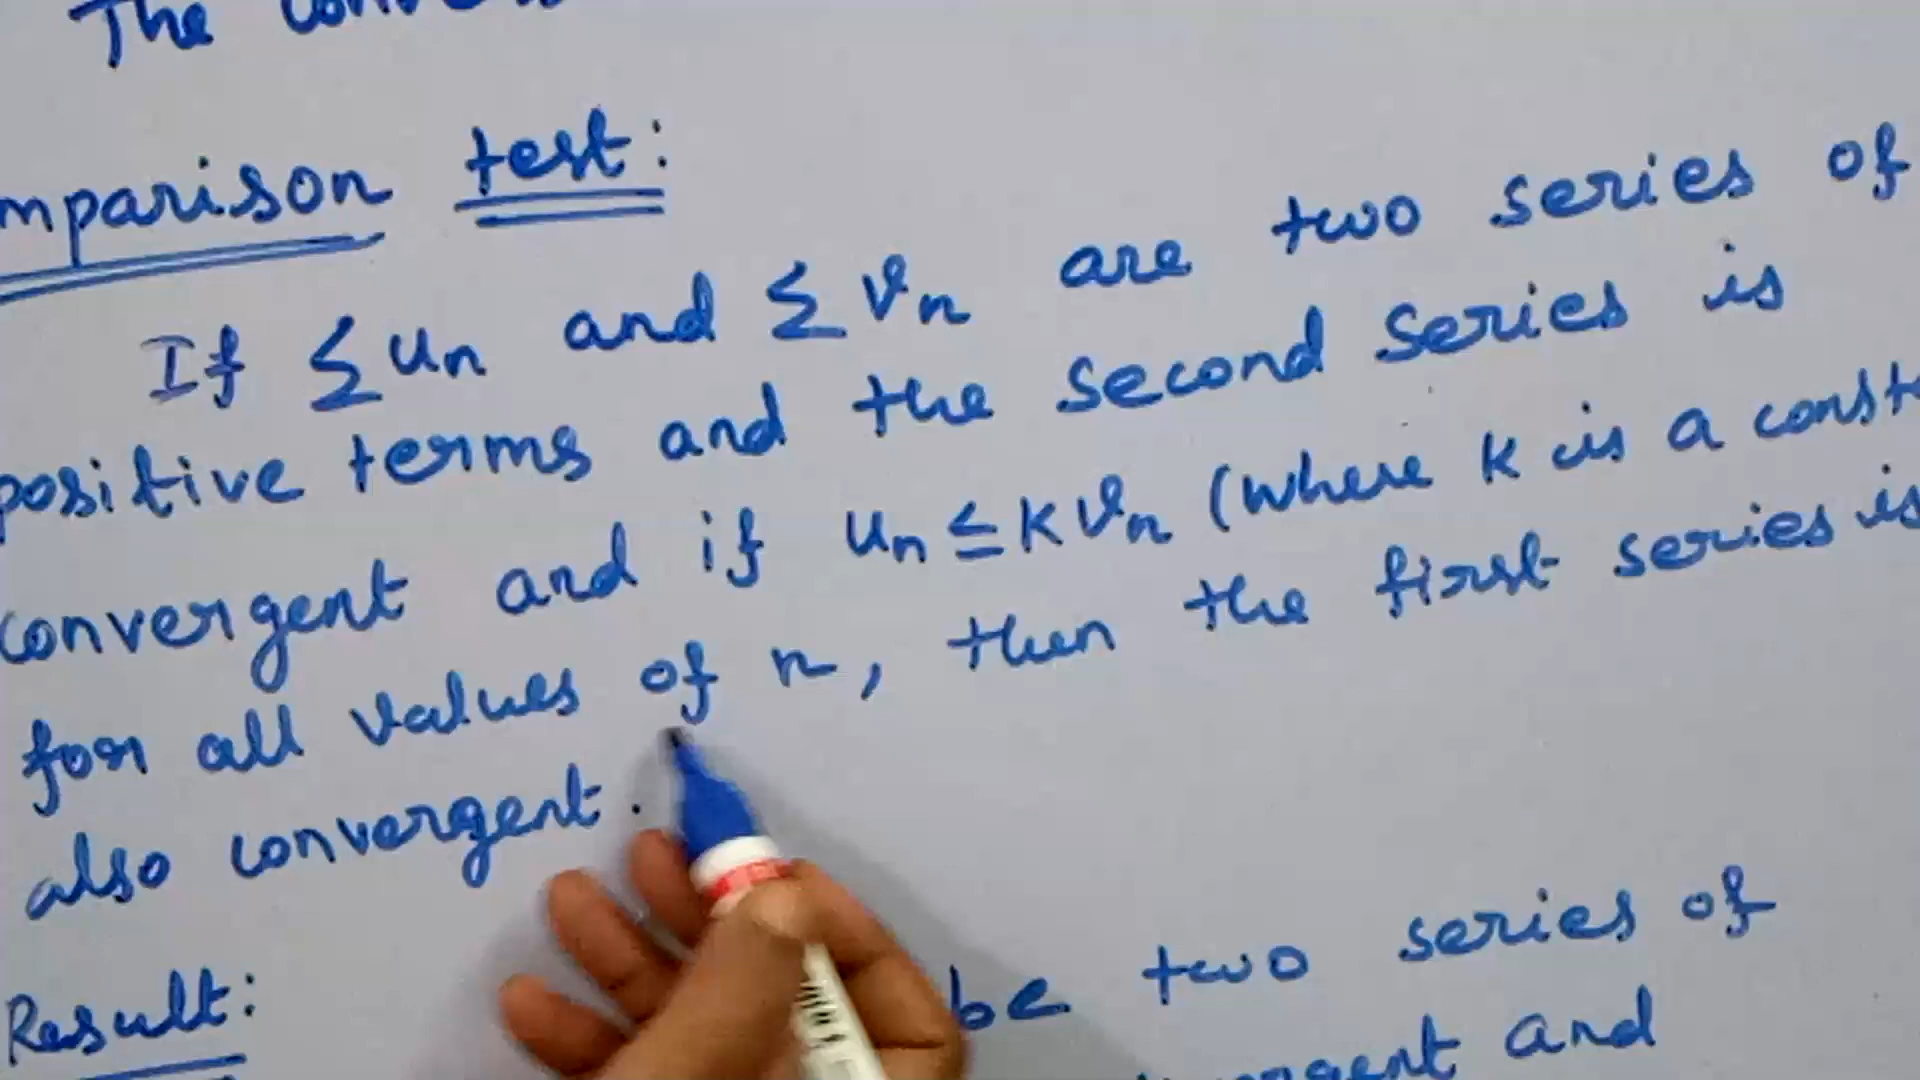 The
mparison test:
If ∑un and ∑vn are two series of
positive terms and the second series is
convergent and if un ≤ kvn (where k is a const
for all values of n, then the first series is
also convergent.
Result: be two series of
and